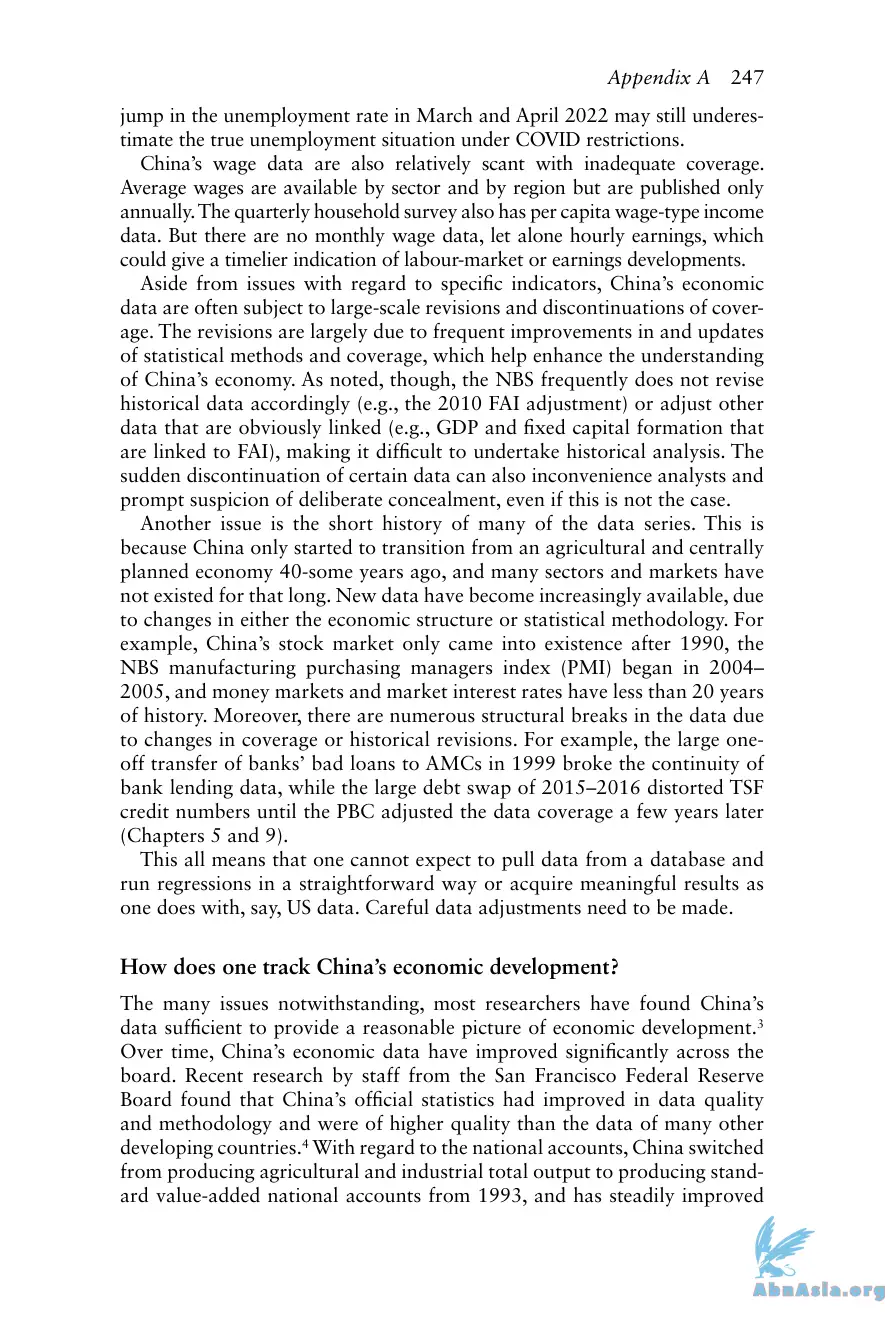 Appendix A 247
jump in the unemployment rate in March and April 2022 may still underes-
timate the true unemployment situation under COVID restrictions.
China's wage data are also relatively scant with inadequate coverage.
Average wages are available by sector and by region but are published only
annually. The quarterly household survey also has per capita wage-type income
data. But there are no monthly wage data, let alone hourly earnings, which
could give a timelier indication of labour-market or earnings developments.
Aside from issues with regard to specific indicators, China's economic
data are often subject to large-scale revisions and discontinuations of cover-
age. The revisions are largely due to frequent improvements in and updates
of statistical methods and coverage, which help enhance the understanding
of China's economy. As noted, though, the NBS frequently does not revise
historical data accordingly (e.g., the 2010 FAI adjustment) or adjust other
data that are obviously linked (e.g., GDP and fixed capital formation that
are linked to FAI), making it difficult to undertake historical analysis. The
sudden discontinuation of certain data can also inconvenience analysts and
prompt suspicion of deliberate concealment, even if this is not the case.
Another issue is the short history of many of the data series. This is
because China only started to transition from an agricultural and centrally
planned economy 40-some years ago, and many sectors and markets have
not existed for that long. New data have become increasingly available, due
to changes in either the economic structure or statistical methodology. For
example, China's stock market only came into existence after 1990, the
NBS manufacturing purchasing managers index (PMI) began in 2004–
2005, and money markets and market interest rates have less than 20 years
of history. Moreover, there are numerous structural breaks in the data due
to changes in coverage or historical revisions. For example, the large one-
off transfer of banks' bad loans to AMCs in 1999 broke the continuity of
bank lending data, while the large debt swap of 2015–2016 distorted TSF
credit numbers until the PBC adjusted the data coverage a few years later
(Chapters 5 and 9).
This all means that one cannot expect to pull data from a database and
run regressions in a straightforward way or acquire meaningful results as
one does with, say, US data. Careful data adjustments need to be made.
How does one track China's economic development?
The many issues notwithstanding, most researchers have found China's
data sufficient to provide a reasonable picture of economic development.³
Over time, China's economic data have improved significantly across the
board. Recent research by staff from the San Francisco Federal Reserve
Board found that China's official statistics had improved in data quality
and methodology and were of higher quality than the data of many other
developing countries.⁴ With regard to the national accounts, China switched
from producing agricultural and industrial total output to producing stand-
ard value-added national accounts from 1993, and has steadily improved
AbnAsia.org